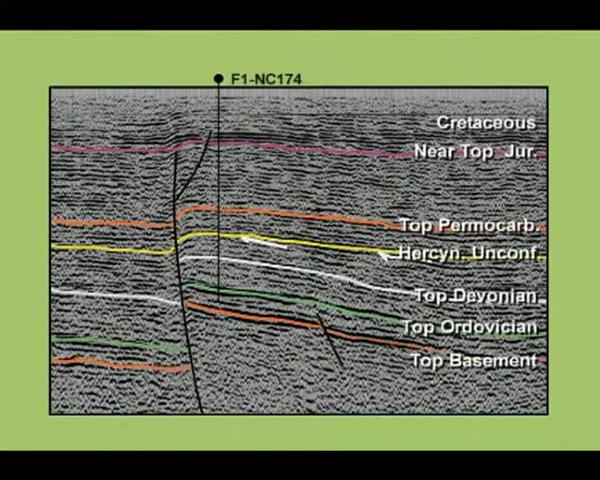 F1-NC174
Cretaceous
Near Top Jur.
Top Permocarb.
Hercyn. Unconf.
Top Devonian
Top Ordovician
Top Basement